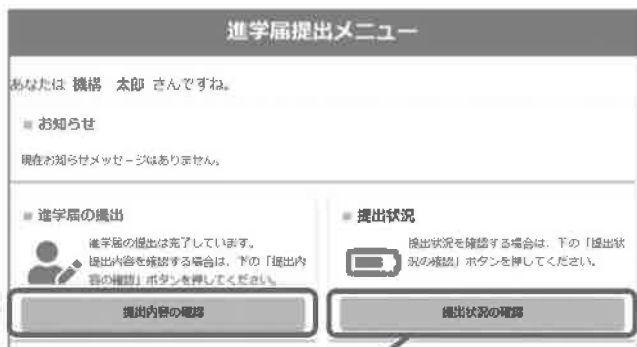 進学届提出メニュー
あなたは 機構 太郎 さんですね。
お知らせ
現在お知らせメッセージはありません。
進学届の提出
進学届の提出は完了しています。
提出内容を確認する場合は、下の「提出内
容の確認」ボタンを押してください。
提出内容の確認
提出状況
提出状況を確認する場合は、下の「提出状
況の確認」ボタンを押してください。
提出状況の確認